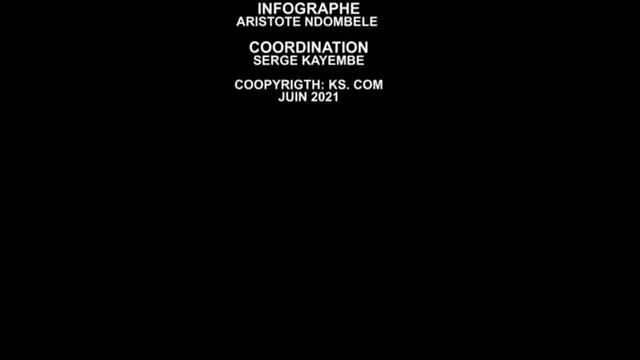 INFOGRAPHE
ARISTOTE NDOMBELE
COORDINATION
SERGE KAYEMBE
COOPYRIGTH: KS. COM
JUIN 2021